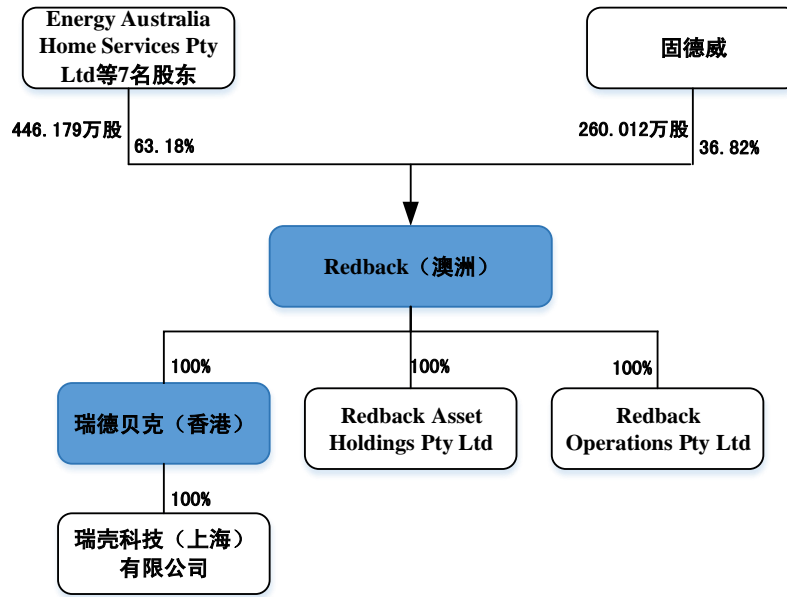 Energy Australia
Home Services Pty
Ltd等7名股东
固德威
446.179万股
63.18%
260.012万股
36.82%
Redback（澳洲）
100%
100%
100%
瑞德贝克（香港）
Redback Asset
Holdings Pty Ltd
Redback
Operations Pty Ltd
100%
瑞壳科技（上海）
有限公司